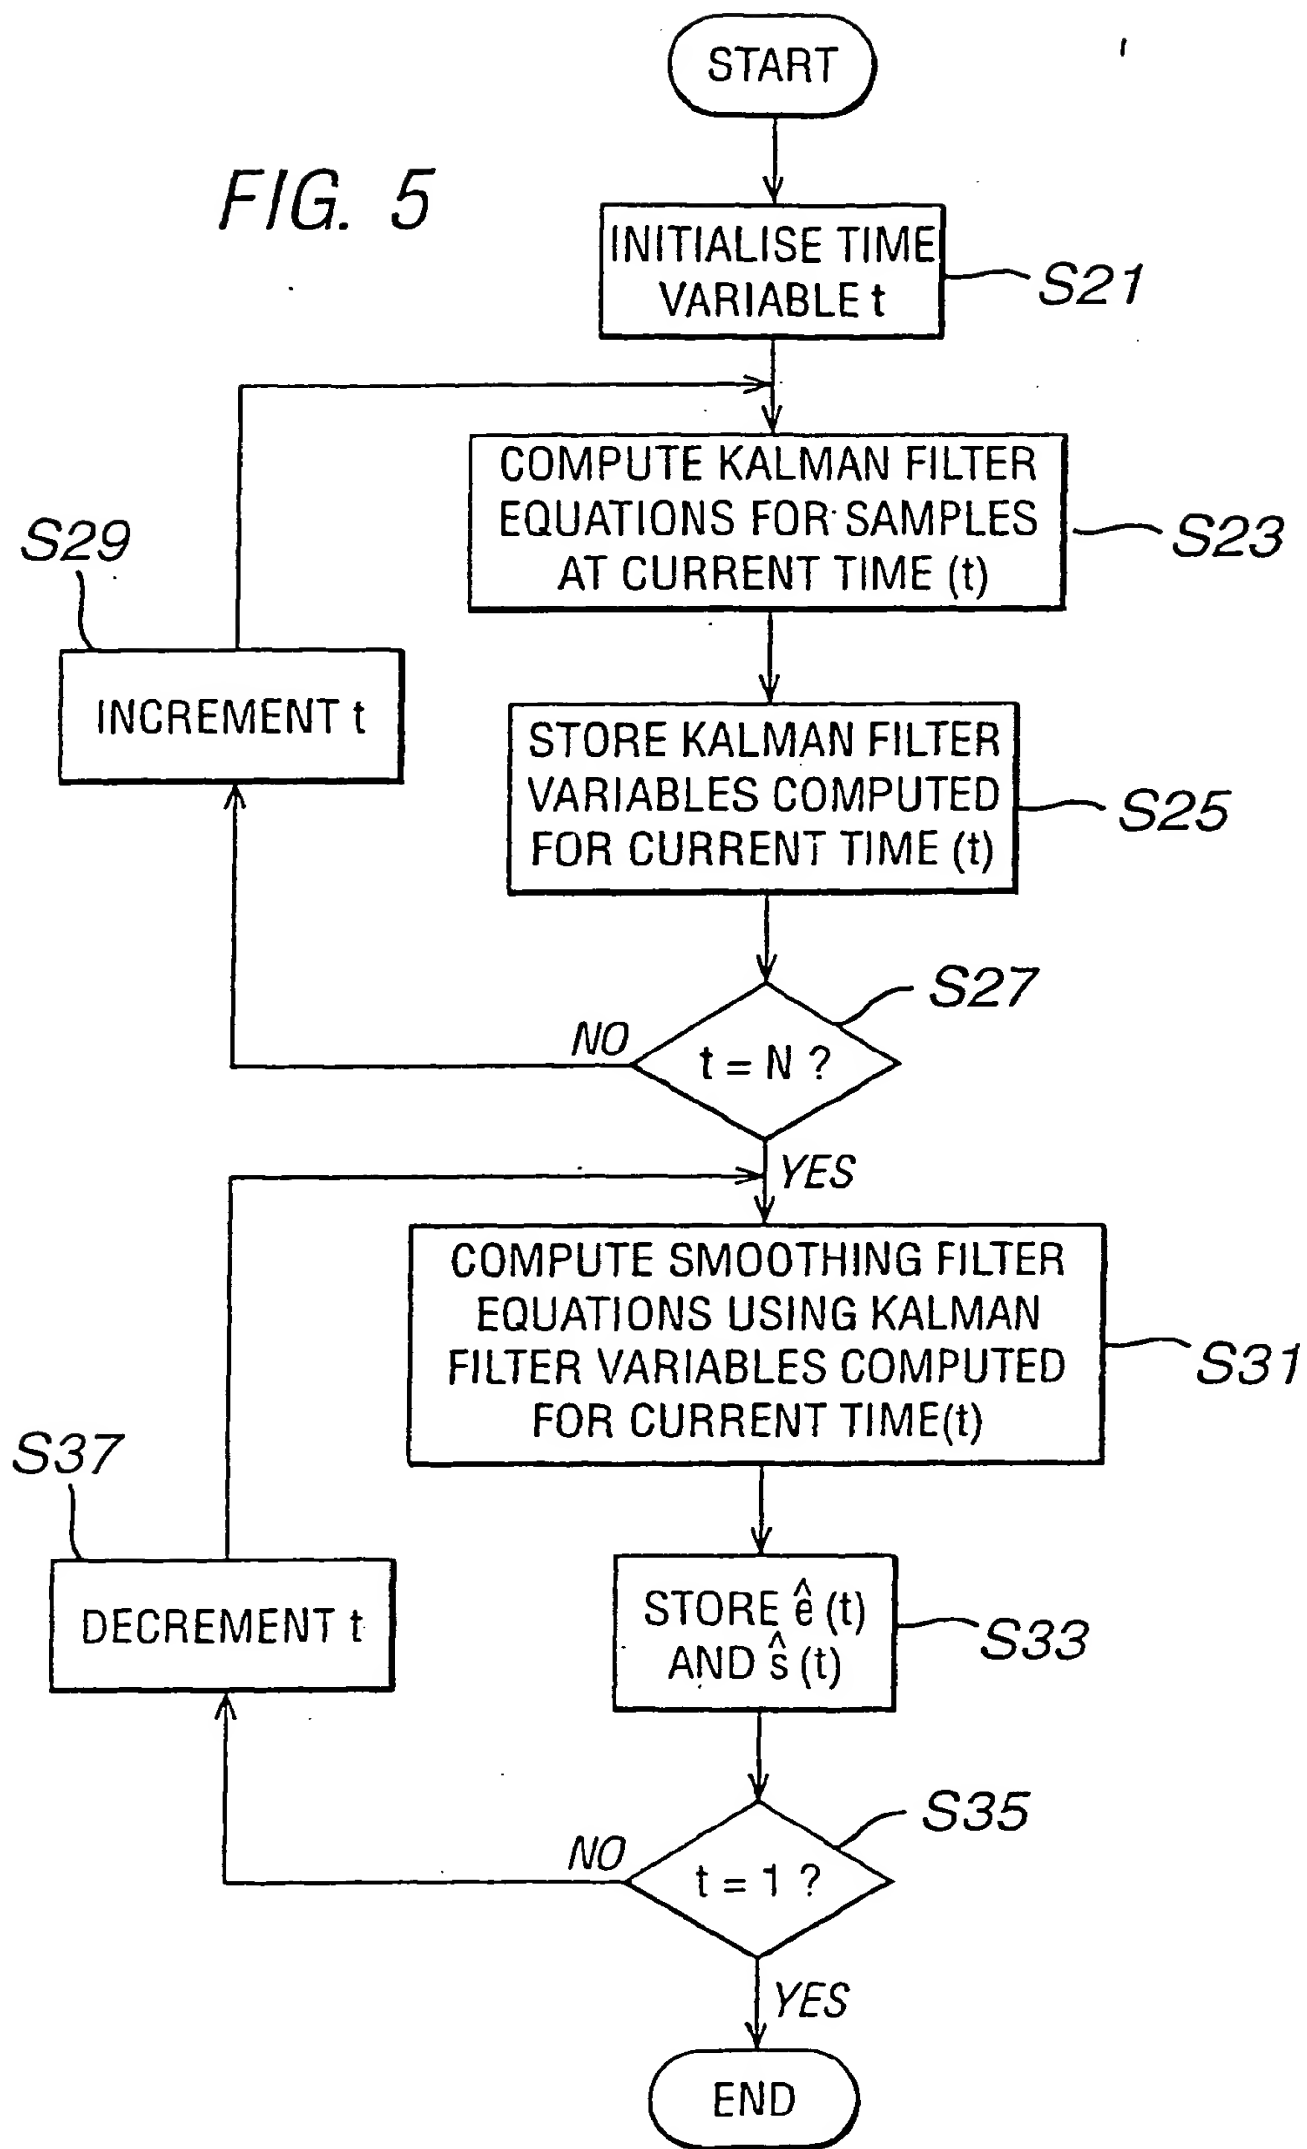 START
FIG. 5
INITIALISE TIME
VARIABLE t
S21
COMPUTE KALMAN FILTER
EQUATIONS FOR SAMPLES
AT CURRENT TIME (t)
S23
S29
INCREMENT t
STORE KALMAN FILTER
VARIABLES COMPUTED
FOR CURRENT TIME (t)
S25
S27
NO
t = N ?
YES
COMPUTE SMOOTHING FILTER
EQUATIONS USING KALMAN
FILTER VARIABLES COMPUTED
FOR CURRENT TIME(t)
S31
S37
DECREMENT t
STORE ê (t)
AND ŝ (t)
S33
S35
NO
t = 1 ?
YES
END